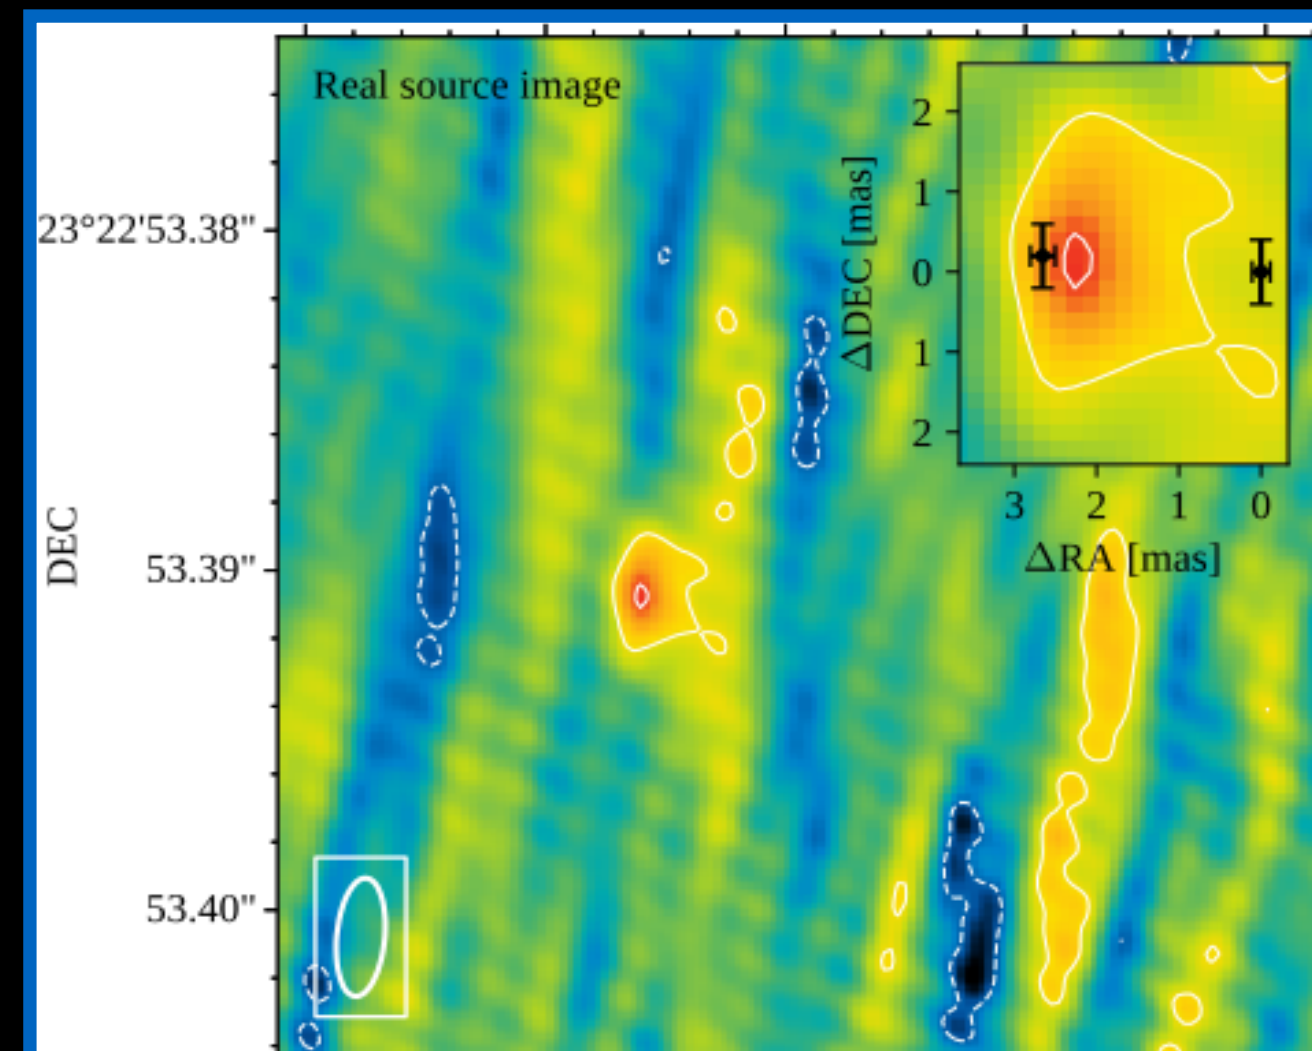 Real source image
23°22'53.38"
53.39"
53.40"
DEC
ΔDEC [mas]
2
1
0
1
2
3 2 1 0
ΔRA [mas]